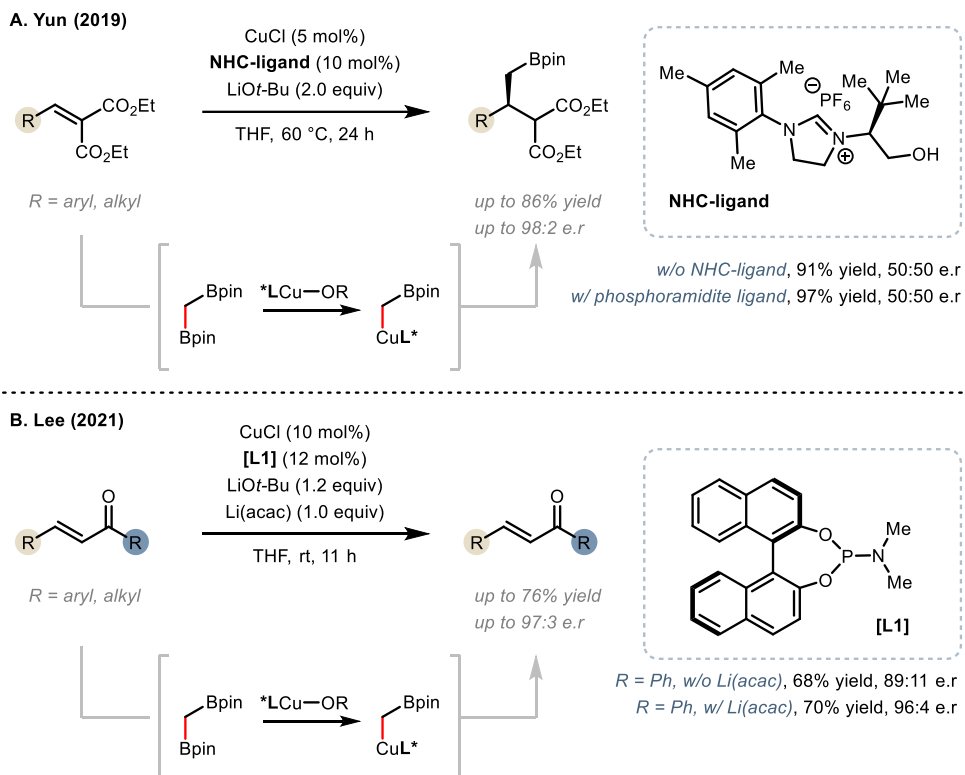 A. Yun (2019)
CuCl (5 mol%)
NHC-ligand (10 mol%)
LiOt-Bu (2.0 equiv)
THF, 60 °C, 24 h
R
CO₂Et
CO₂Et
R = aryl, alkyl
Bpin
R
CO₂Et
CO₂Et
up to 86% yield
up to 98:2 e.r
Me
Me
Me
N
N
⊕
⊖
PF₆
Me
Me
Me
OH
NHC-ligand
w/o NHC-ligand, 91% yield, 50:50 e.r
w/ phosphoramidite ligand, 97% yield, 50:50 e.r
Bpin
Bpin
*LCu—OR
Bpin
CuL*
B. Lee (2021)
CuCl (10 mol%)
[L1] (12 mol%)
LiOt-Bu (1.2 equiv)
Li(acac) (1.0 equiv)
THF, rt, 11 h
O
R
R
R = aryl, alkyl
O
R
R
up to 76% yield
up to 97:3 e.r
O
O
P
N
Me
Me
[L1]
R = Ph, w/o Li(acac), 68% yield, 89:11 e.r
R = Ph, w/ Li(acac), 70% yield, 96:4 e.r
Bpin
Bpin
*LCu—OR
Bpin
CuL*